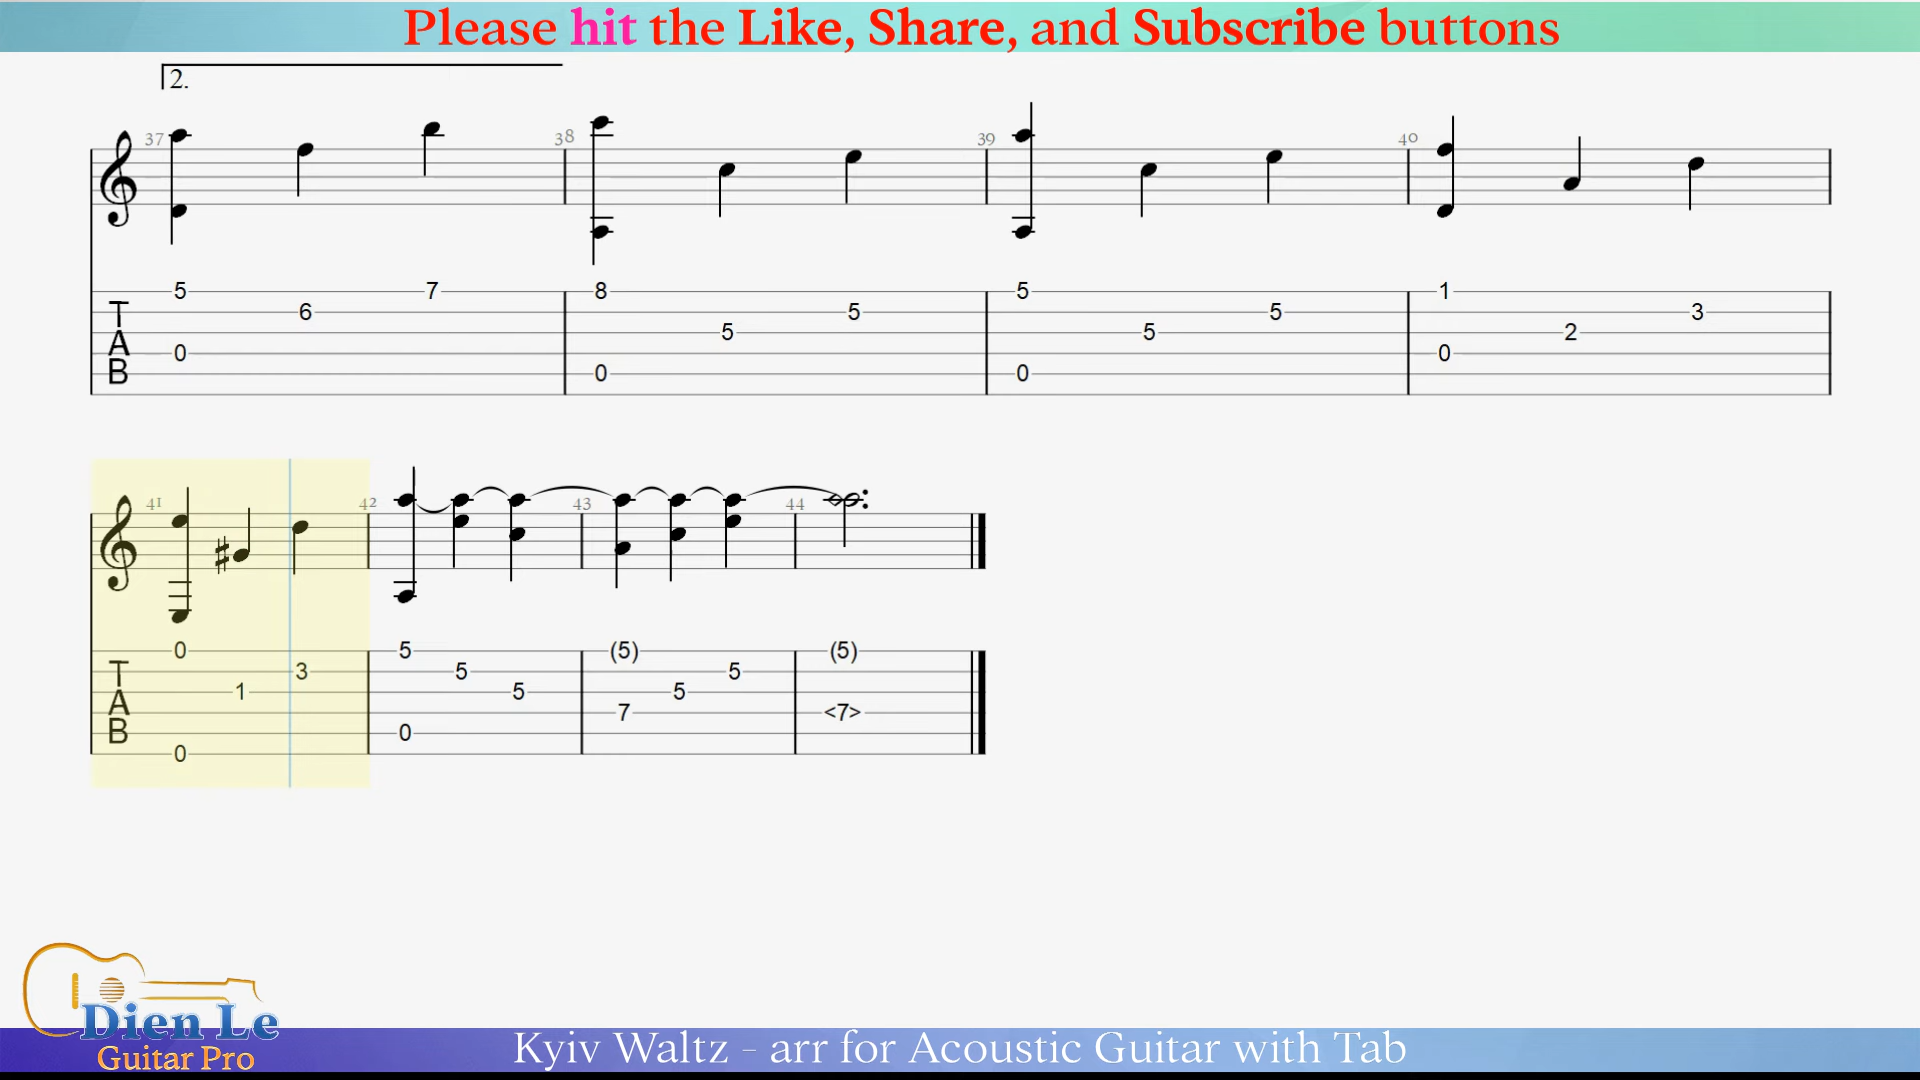 Please hit the Like, Share, and Subscribe buttons
2.
37 38 39 40
5 7 8 5 1
6 5 5 3
T 5 5 2
A 0 0
B 0 0
41 42 43 44
0 5 (5) (5)
T 3 5 5
1 5 5
A 7 <7>
B 0
0
Dien Le
Guitar Pro
Kyiv Waltz - arr for Acoustic Guitar with Tab